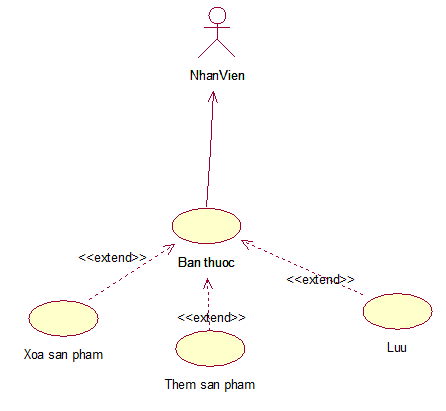 NhanVien
<<extend>>
Ban thuoc
<<extend>>
<<extend>>
Xoa san pham
Them san pham
Luu